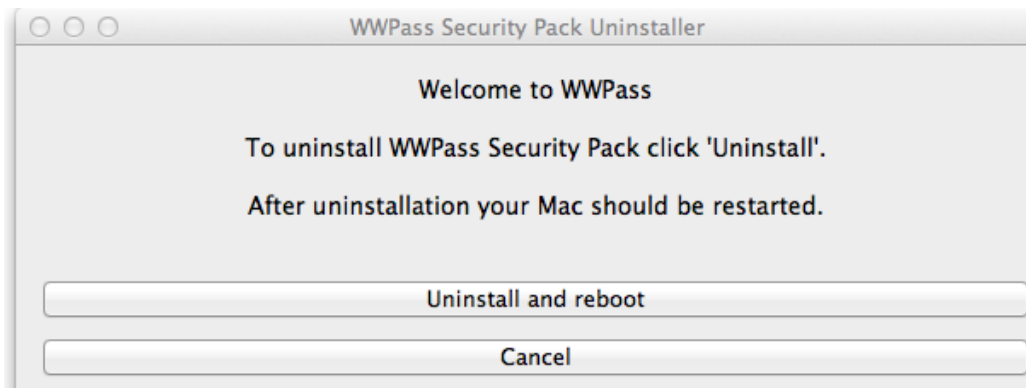 WWPass Security Pack Uninstaller
Welcome to WWPass
To uninstall WWPass Security Pack click 'Uninstall'.
After uninstallation your Mac should be restarted.
Uninstall and reboot
Cancel